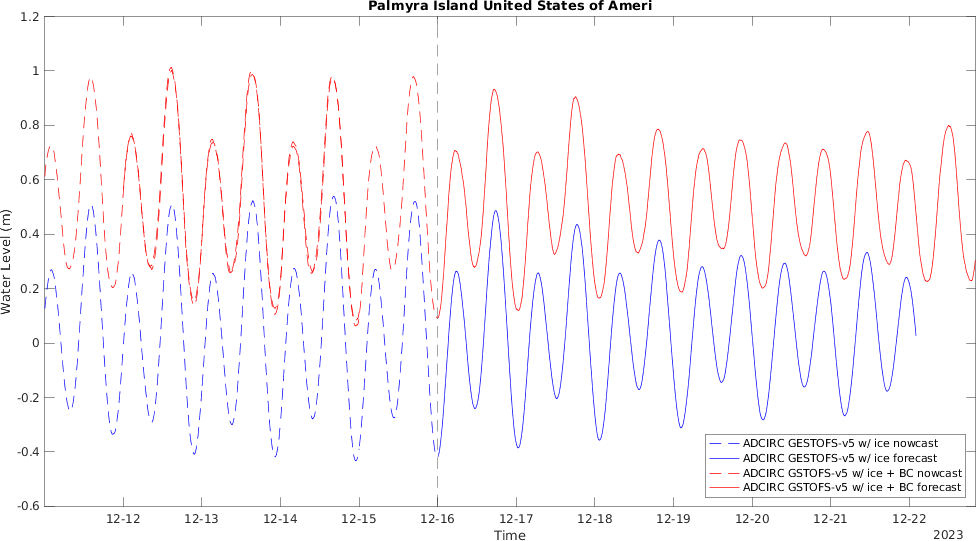 Palmyra Island United States of Ameri
1.2
1
0.8
0.6
0.4
0.2
0
-0.2
-0.4
-0.6
Water Level (m)
ADCIRC GESTOFS-v5 w/ ice nowcast
ADCIRC GESTOFS-v5 w/ ice forecast
ADCIRC GSTOFS-v5 w/ ice + BC nowcast
ADCIRC GSTOFS-v5 w/ ice + BC forecast
12-12 12-13 12-14 12-15 12-16 12-17 12-18 12-19 12-20 12-21 12-22
Time
2023